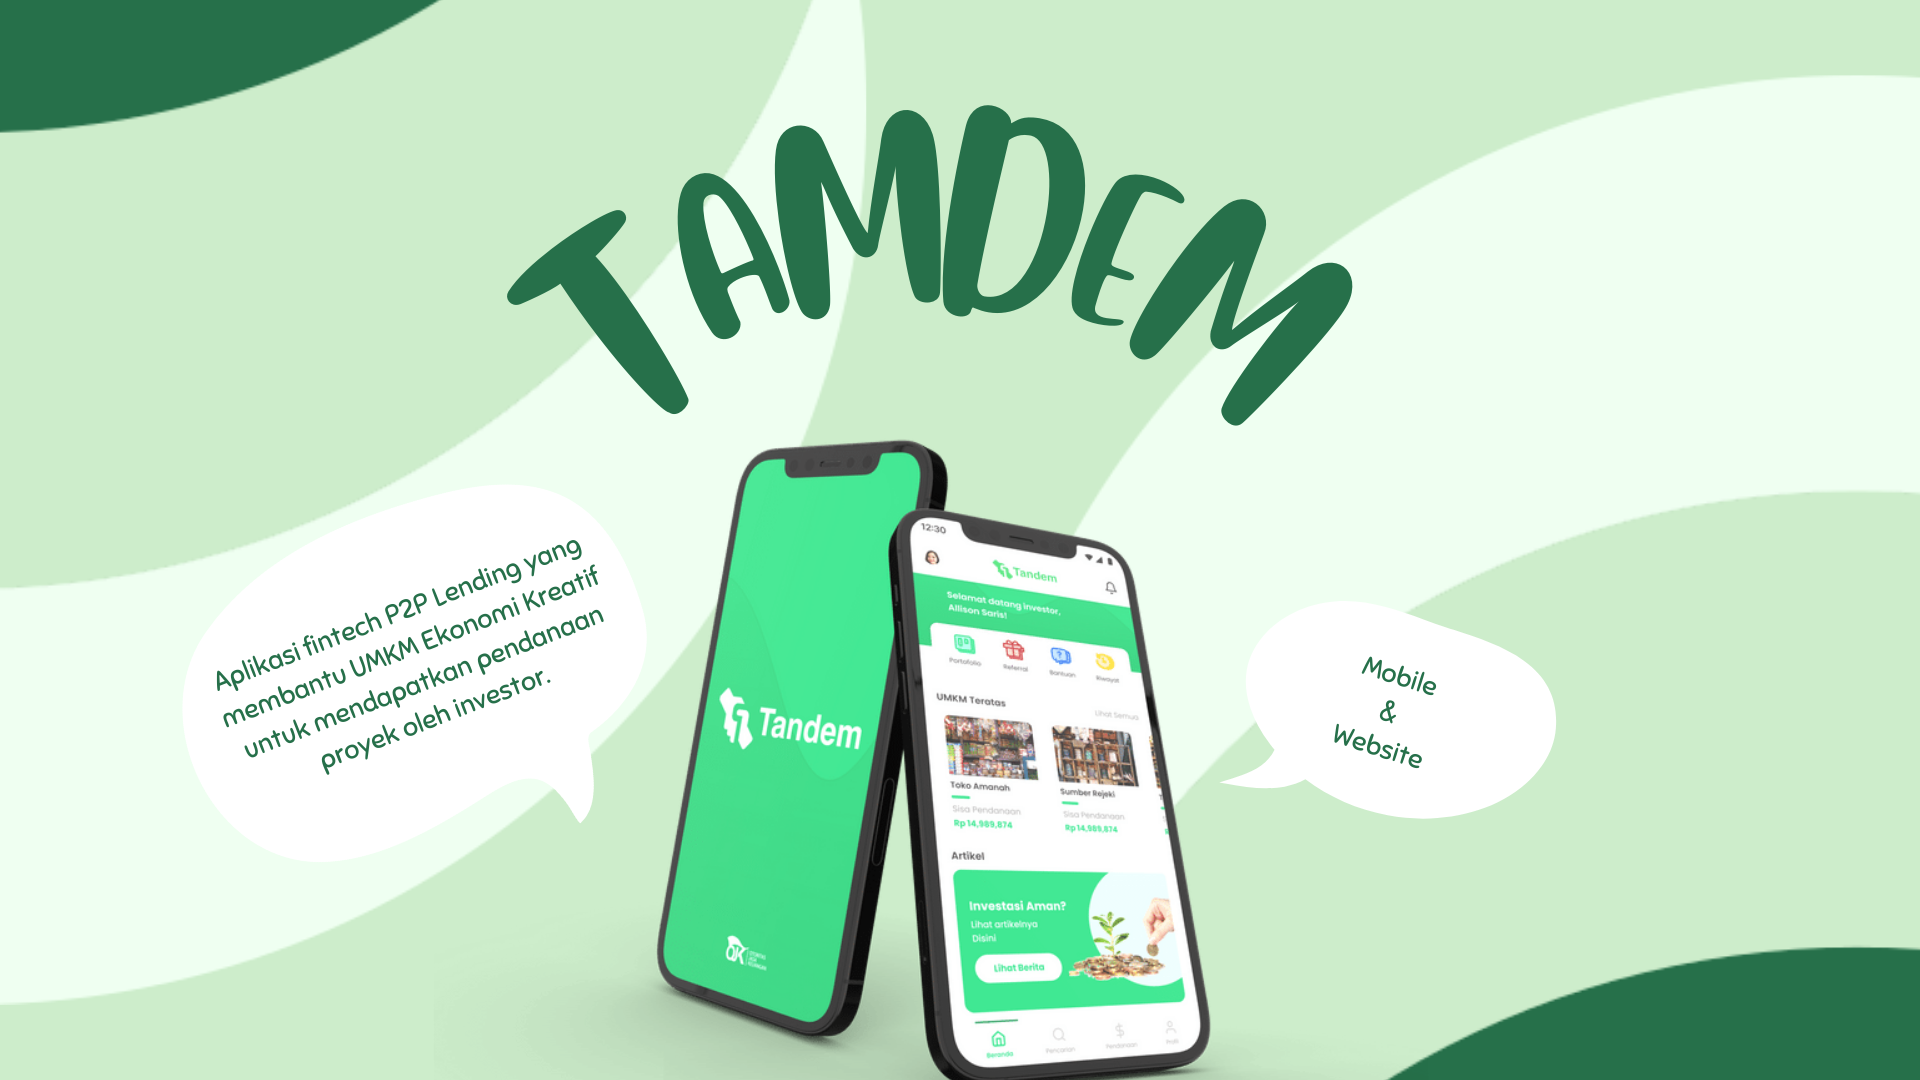 TAMDEM
Aplikasi fintech P2P Lending yang
membantu UMKM Ekonomi Kreatif
untuk mendapatkan pendanaan
proyek oleh investor.
Mobile
&
Website
Tandem
12:30
Tandem
Selamat datang investor,
Allison Saris!
Portofolio
Referral
Bantuan
Riwayat
UMKM Teratas
Lihat Semua
Toko Amanah
Sumber Rejeki
Sisa Pendanaan
Sisa Pendanaan
Rp 14,989,874
Rp 14,989,874
Artikel
Investasi Aman?
Lihat artikelnya
Disini
Lihat Berita
Beranda
Pencarian
Pendanaan
Profil